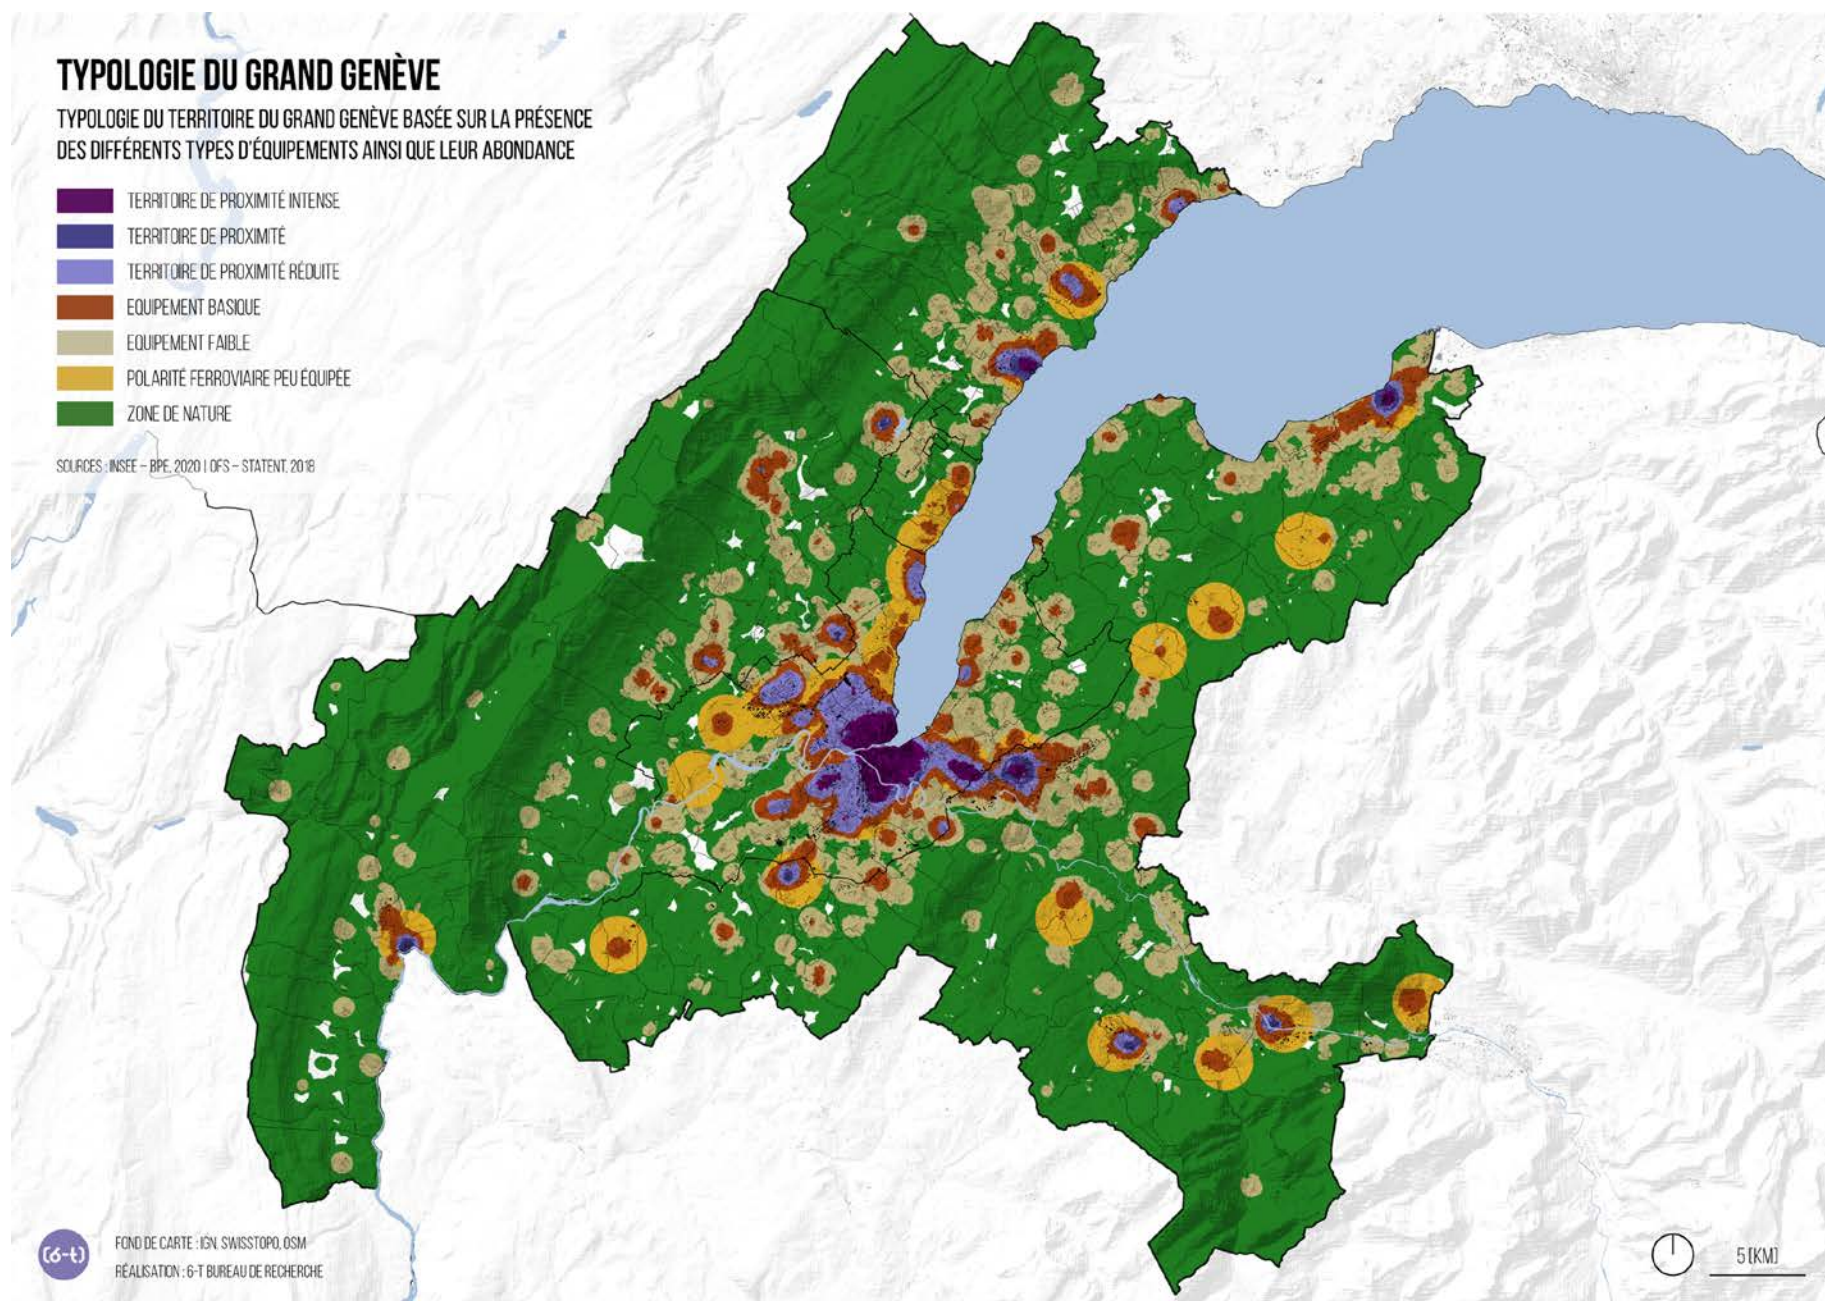 TYPOLOGIE DU GRAND GENÈVE
TYPOLOGIE DU TERRITOIRE DU GRAND GENÈVE BASÉE SUR LA PRÉSENCE
DES DIFFÉRENTS TYPES D'ÉQUIPEMENTS AINSI QUE LEUR ABONDANCE
TERRITOIRE DE PROXIMITÉ INTENSE
TERRITOIRE DE PROXIMITÉ
TERRITOIRE DE PROXIMITÉ RÉDUITE
EQUIPEMENT BASIQUE
EQUIPEMENT FAIBLE
POLARITÉ FERROVIAIRE PEU ÉQUIPÉE
ZONE DE NATURE
SOURCES : INSEE – BPE, 2020 | OFS – STATENT, 2018
(6-t)
FOND DE CARTE : IGN, SWISSTOPO, OSM
RÉALISATION : 6-T BUREAU DE RECHERCHE
5 [KM]